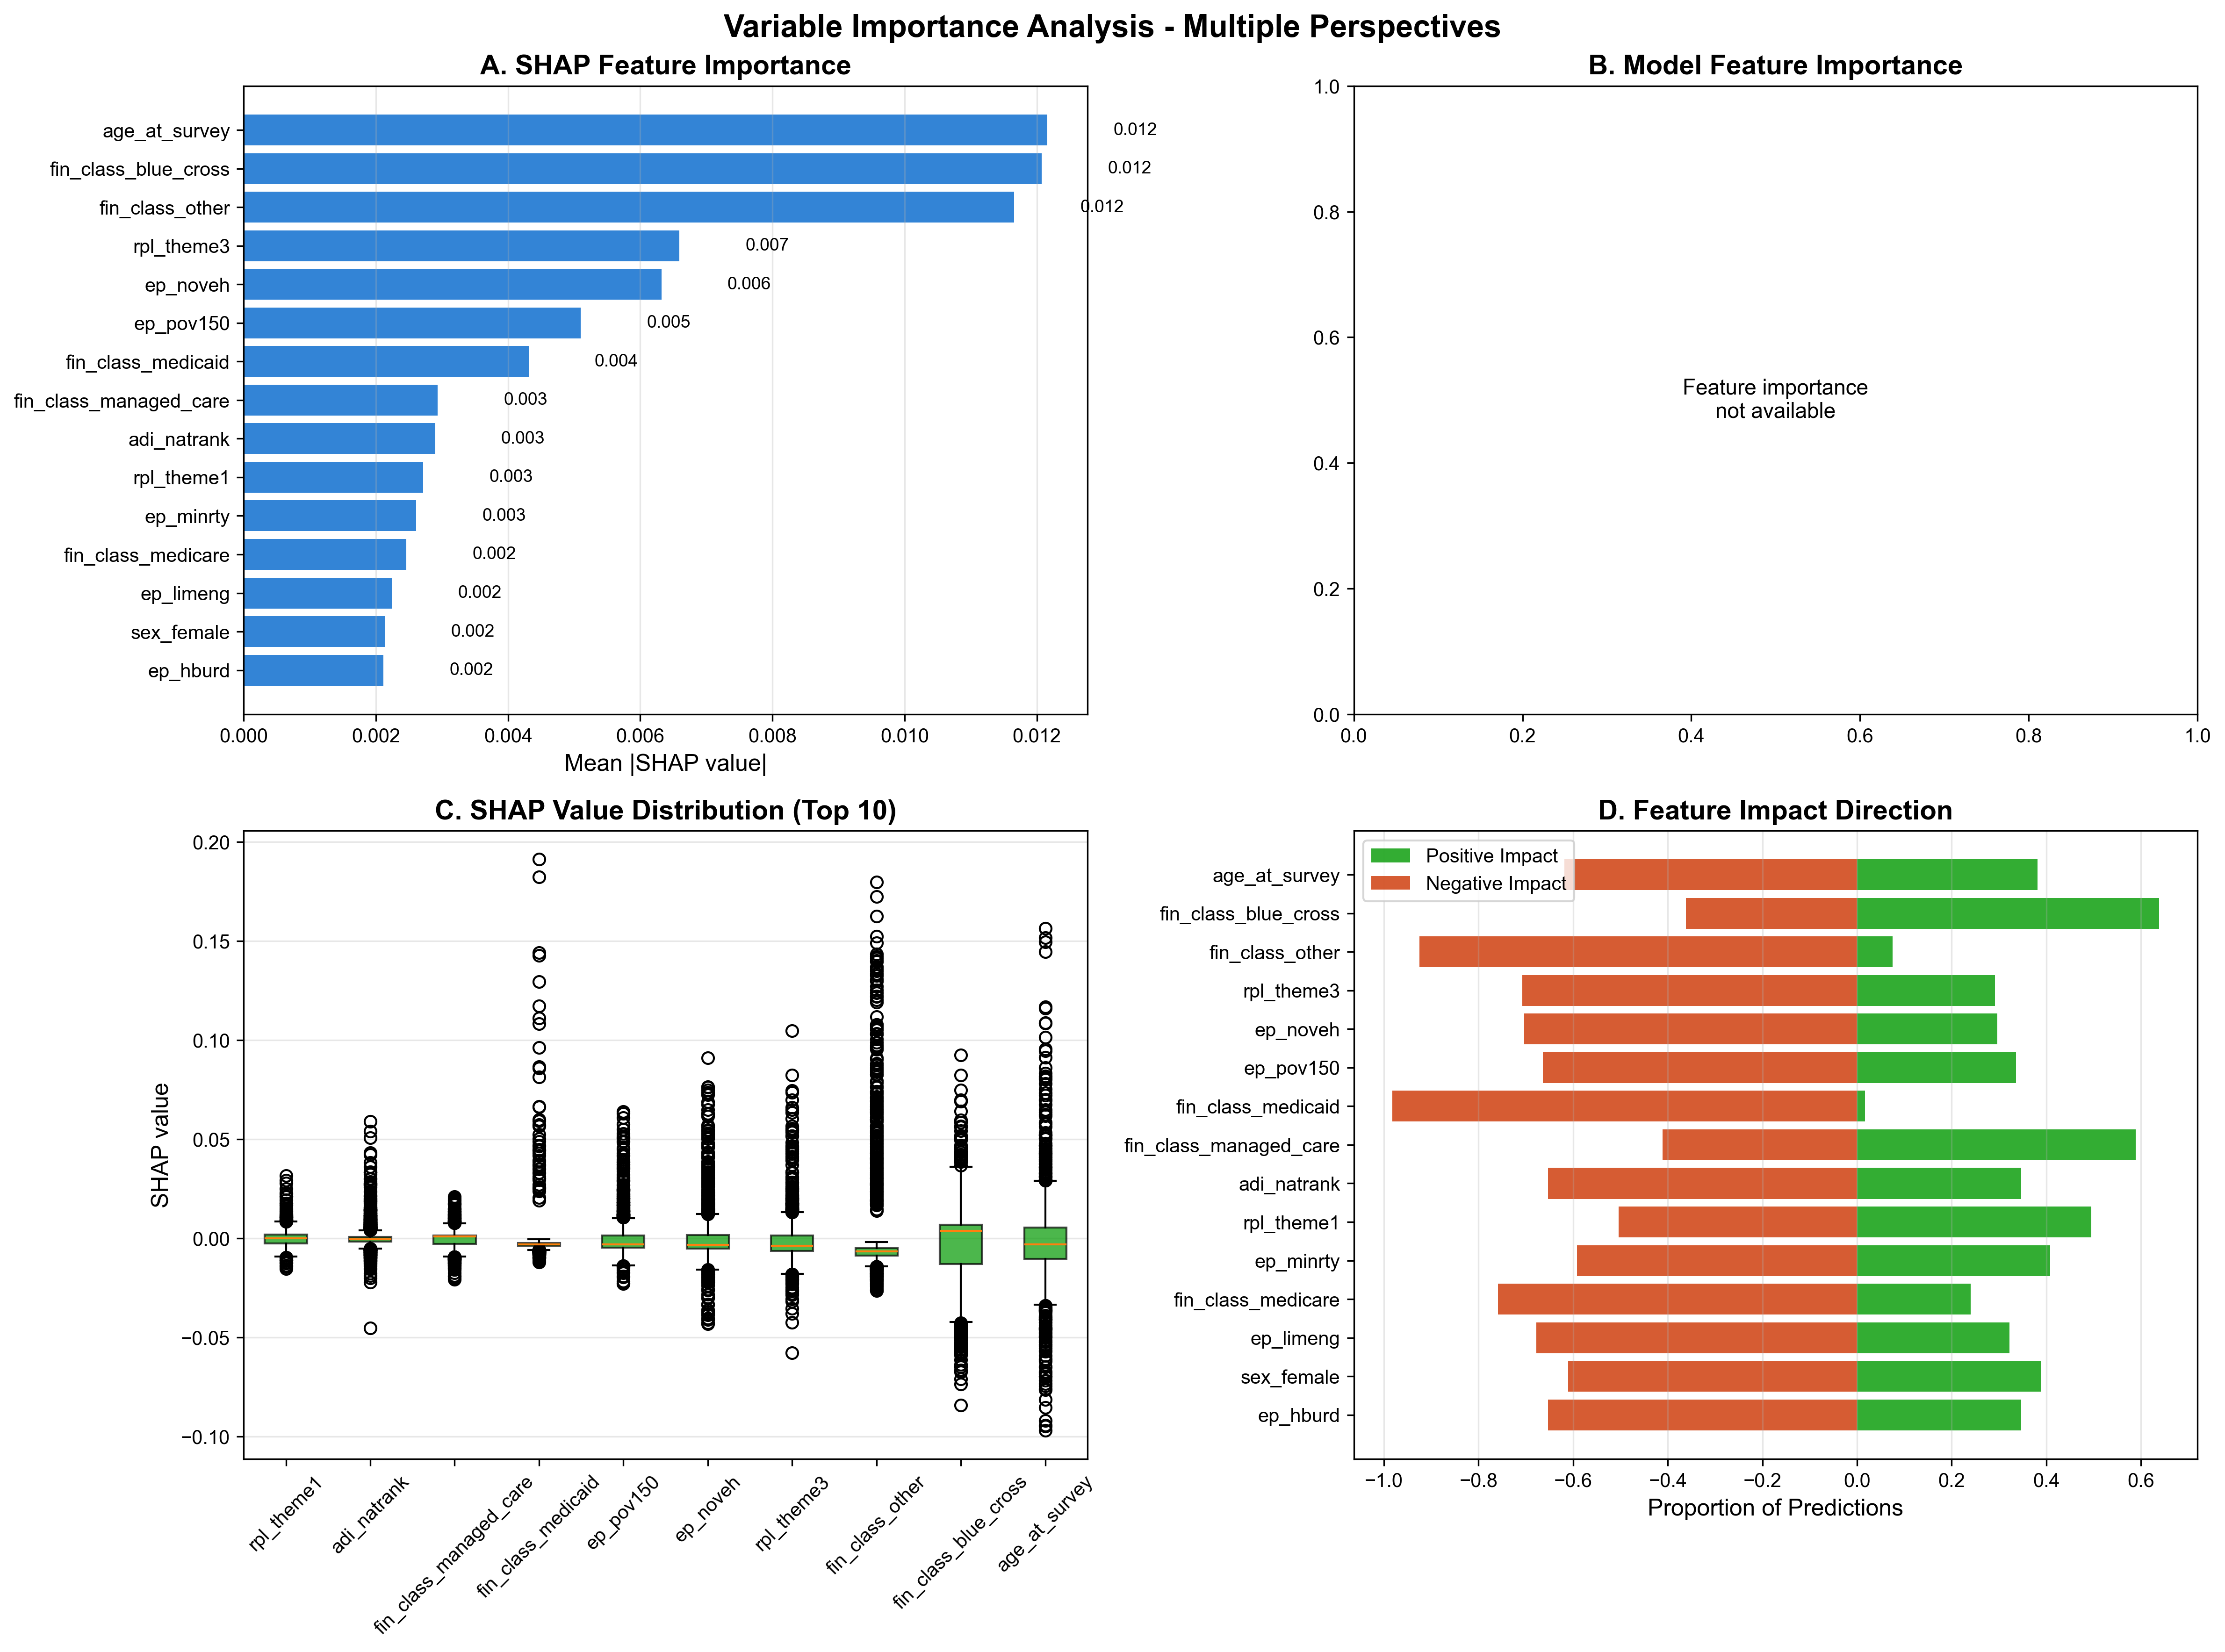 Variable Importance Analysis - Multiple Perspectives
A. SHAP Feature Importance
age_at_survey
fin_class_blue_cross
fin_class_other
rpl_theme3
ep_noveh
ep_pov150
fin_class_medicaid
fin_class_managed_care
adi_natrank
rpl_theme1
ep_minrty
fin_class_medicare
ep_limeng
sex_female
ep_hburd
0.012
0.012
0.012
0.007
0.006
0.005
0.004
0.003
0.003
0.003
0.003
0.002
0.002
0.002
0.002
0.000 0.002 0.004 0.006 0.008 0.010 0.012
Mean |SHAP value|
B. Model Feature Importance
1.0
0.8
0.6
0.4
0.2
0.0
Feature importance
not available
0.0 0.2 0.4 0.6 0.8 1.0
C. SHAP Value Distribution (Top 10)
SHAP value
0.20
0.15
0.10
0.05
0.00
−0.05
−0.10
rpl_theme1
adi_natrank
fin_class_managed_care
fin_class_medicaid
ep_pov150
ep_noveh
rpl_theme3
fin_class_other
fin_class_blue_cross
age_at_survey
D. Feature Impact Direction
Positive Impact
Negative Impact
age_at_survey
fin_class_blue_cross
fin_class_other
rpl_theme3
ep_noveh
ep_pov150
fin_class_medicaid
fin_class_managed_care
adi_natrank
rpl_theme1
ep_minrty
fin_class_medicare
ep_limeng
sex_female
ep_hburd
−1.0 −0.8 −0.6 −0.4 −0.2 0.0 0.2 0.4 0.6
Proportion of Predictions